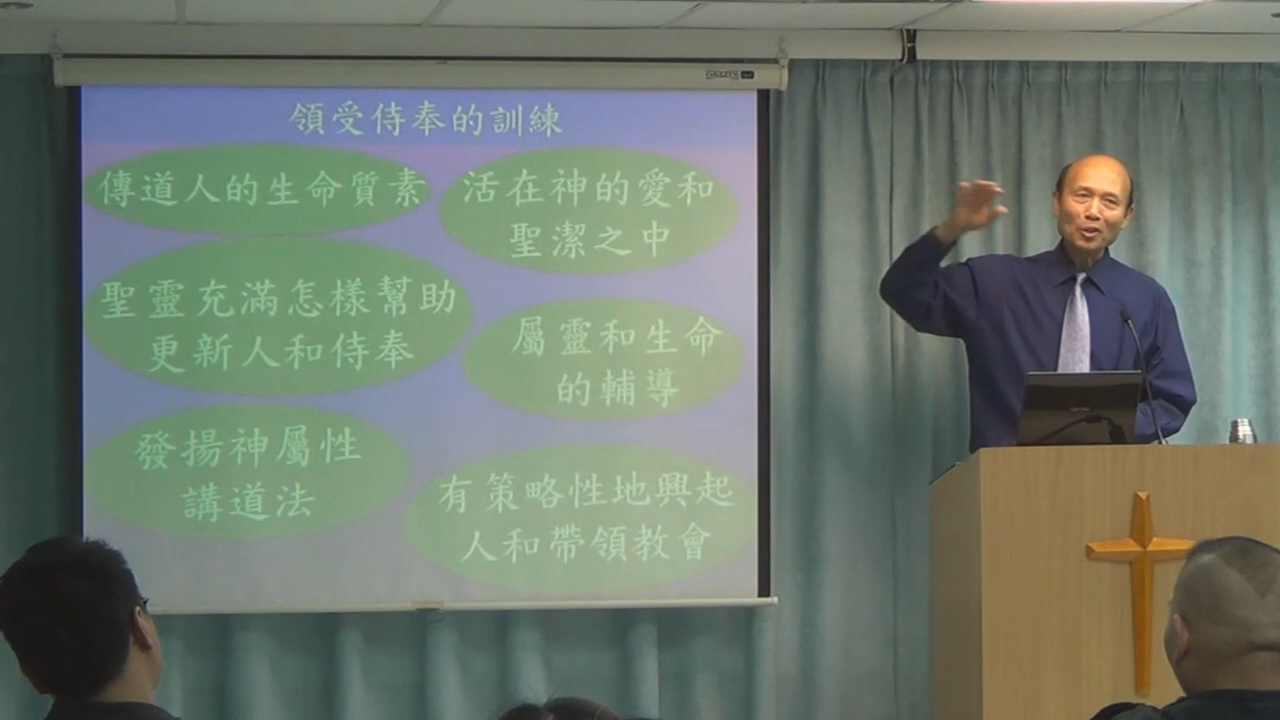 領受侍奉的訓練
傳道人的生命質素
活在神的愛和
聖潔之中
聖靈充滿怎樣幫助
更新人和侍奉
屬靈和生命
的輔導
發揚神屬性
講道法
有策略性地興起
人和帶領教會